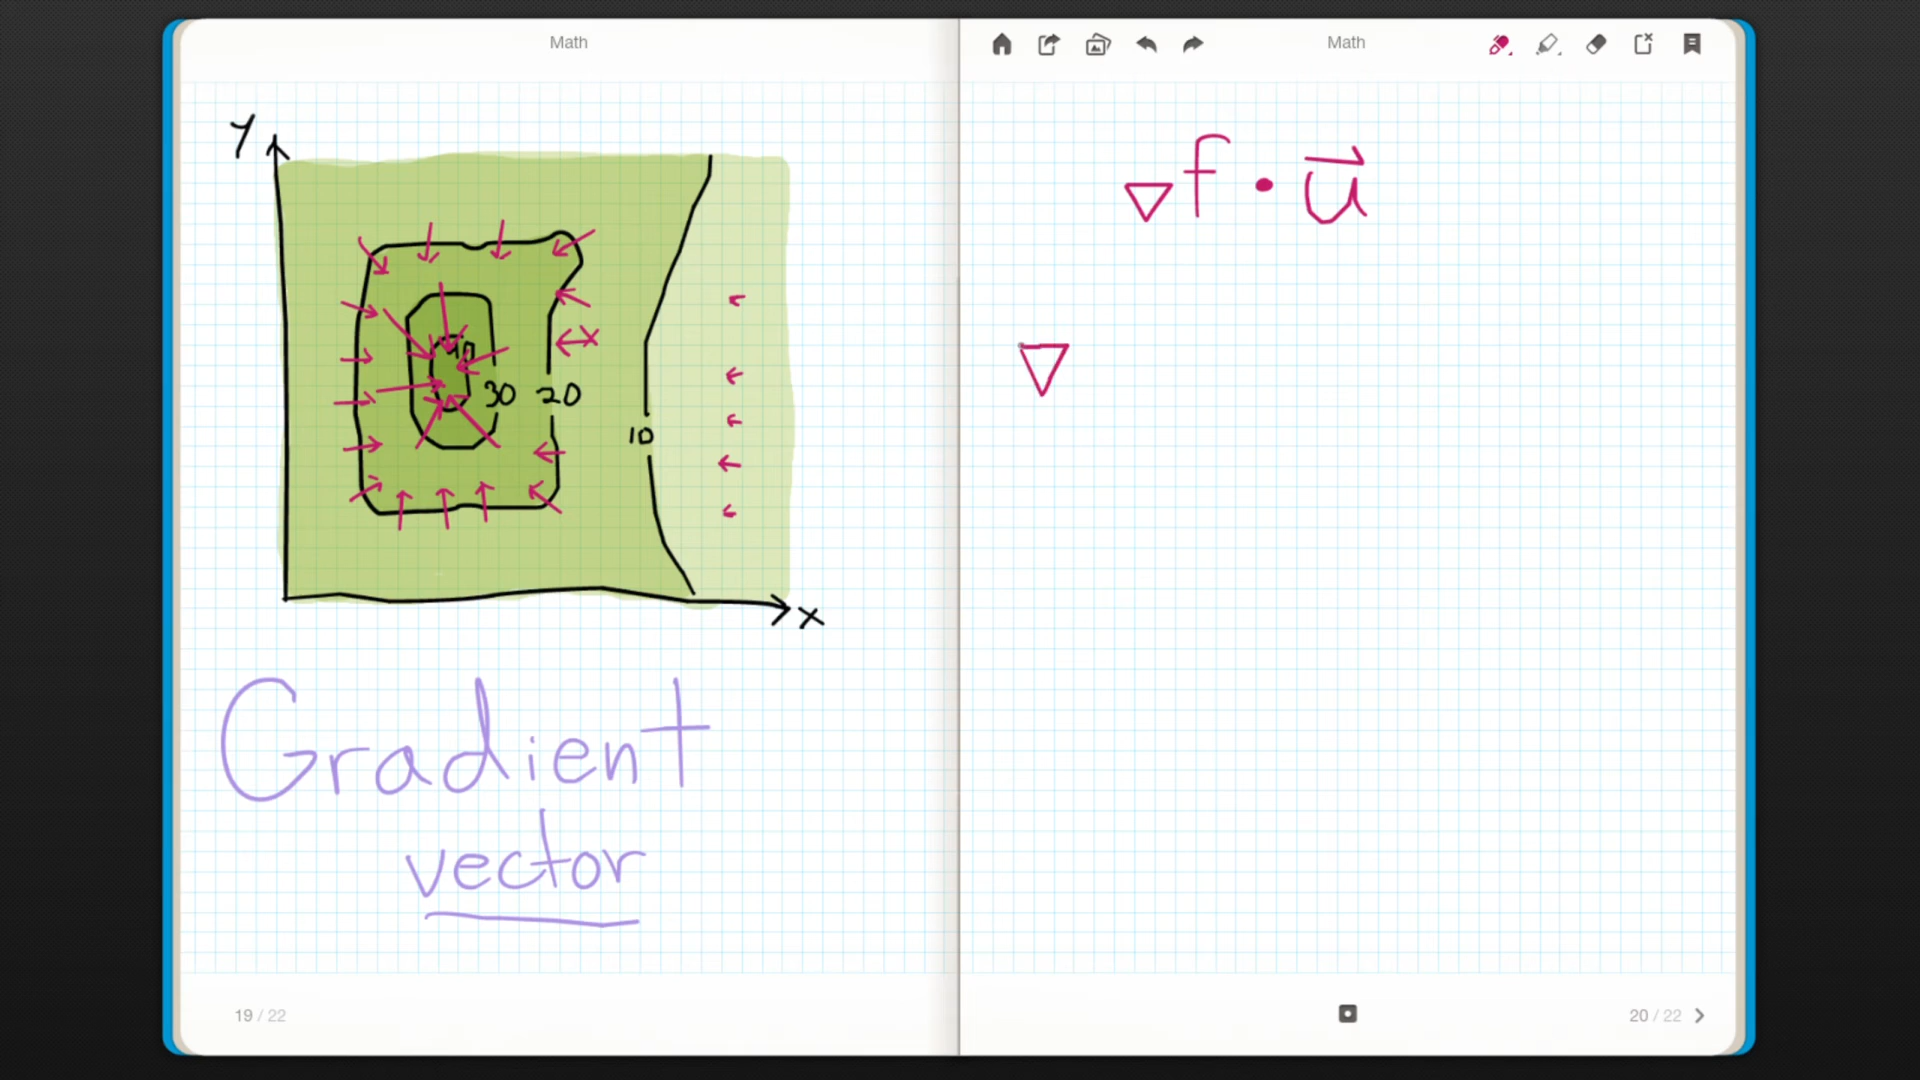 Math
Math
y
40
30
20
10
x
Gradient
vector
19 / 22
∇f · u⃗
∇
20 / 22